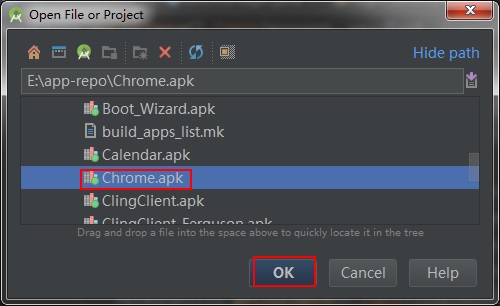 Open File or Project
Hide path
E:\app-repo\Chrome.apk
Boot_Wizard.apk
build_apps_list.mk
Calendar.apk
Chrome.apk
ClingClient.apk
ClingClient_Ferguson.apk
Drag and drop a file into the space above to quickly locate it in the tree
OK
Cancel
Help